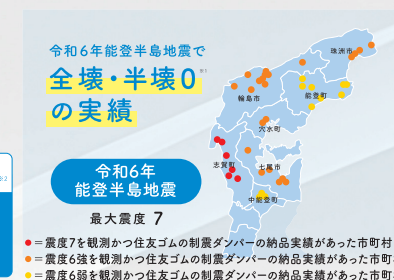 令和6年能登半島地震で
全壊・半壊0※1
の実績
令和6年
能登半島地震
最大震度 7
珠洲市
輪島市
能登町
穴水町
志賀町
七尾市
中能登町
※2
●=震度7を観測かつ住友ゴムの制震ダンパーの納品実績があった市町村
●=震度6強を観測かつ住友ゴムの制震ダンパーの納品実績があった市町
●=震度6弱を観測かつ住友ゴムの制震ダンパーの納品実績があった市町